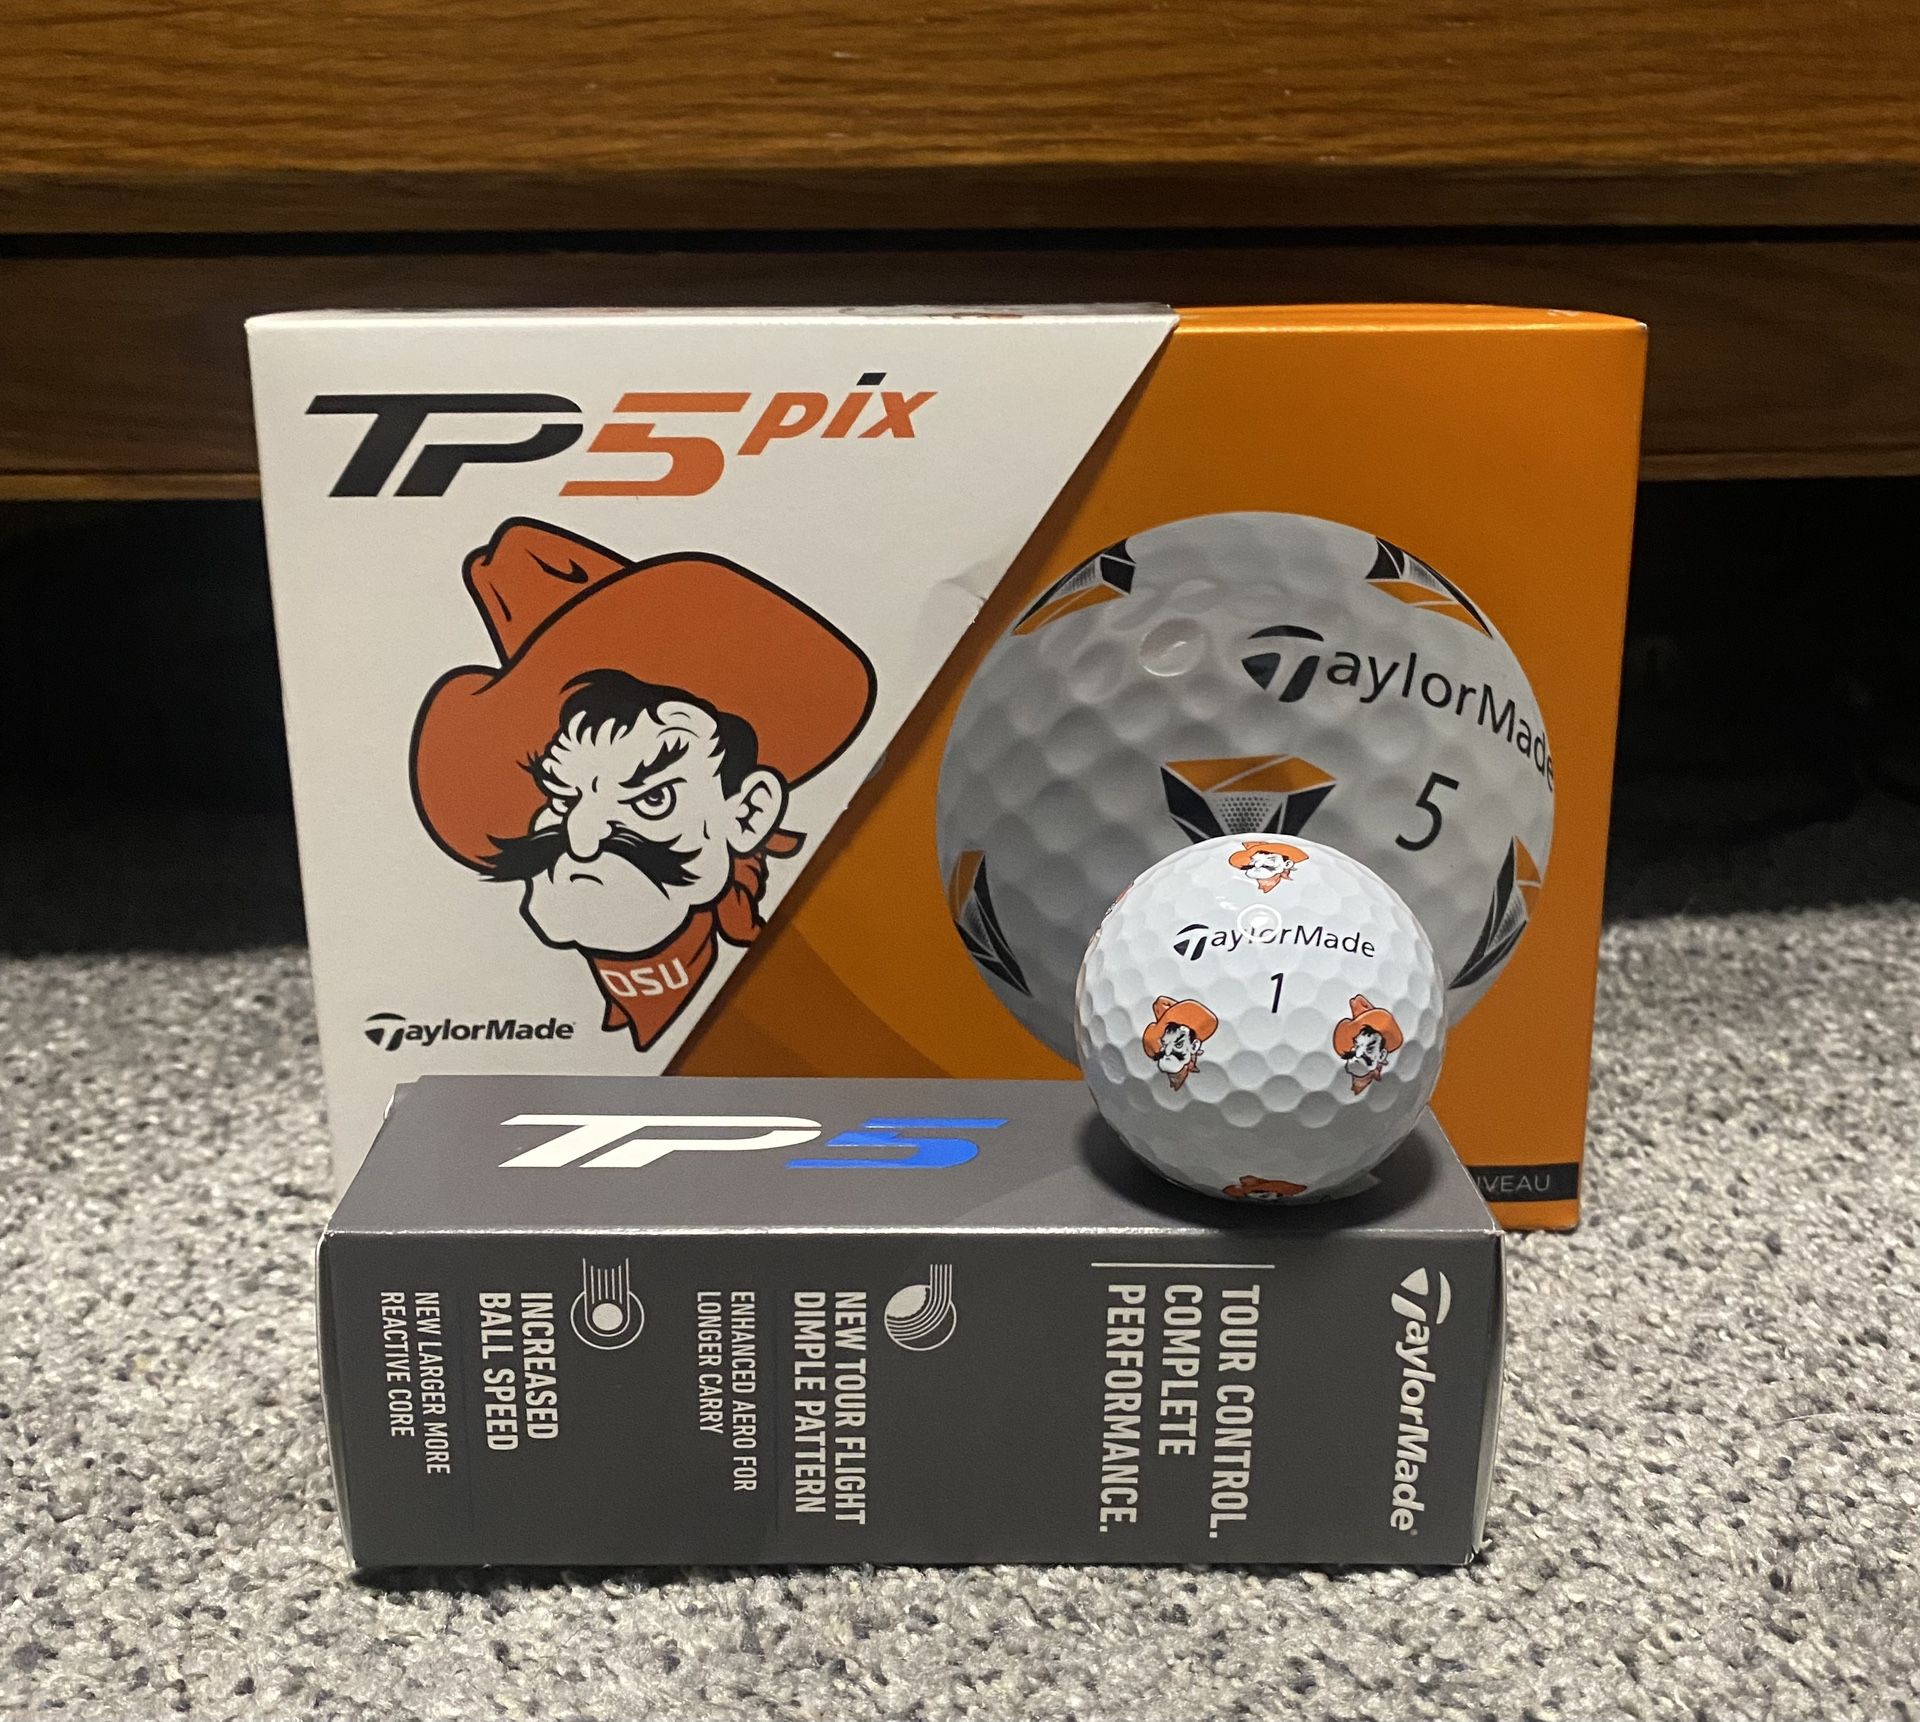 TP5pix
TaylorMade
5
OSU
TaylorMade
TaylorMade
1
TP5
TaylorMade
TOUR CONTROL.
COMPLETE
PERFORMANCE.
NEW TOUR FLIGHT
DIMPLE PATTERN
ENHANCED AERO FOR
LONGER CARRY
INCREASED
BALL SPEED
NEW LARGER MORE
REACTIVE CORE